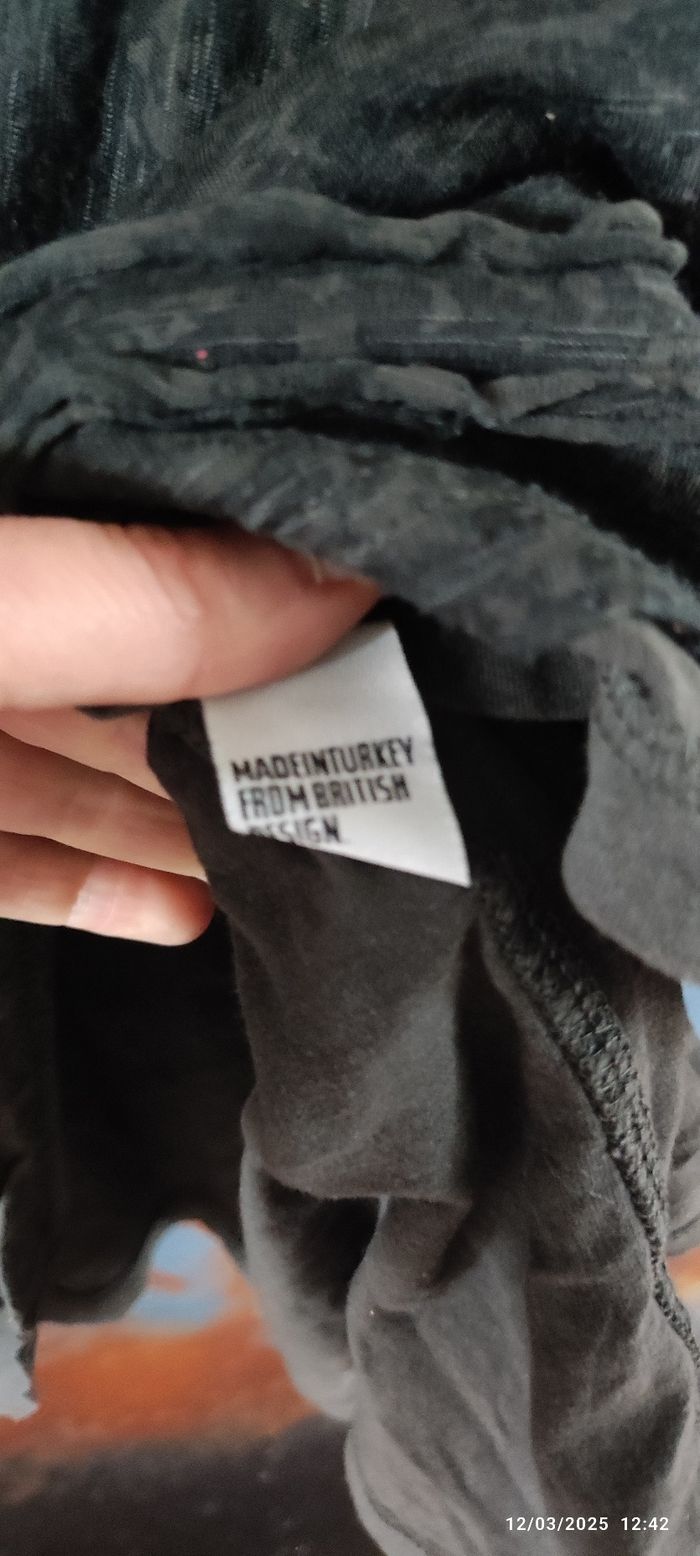 MADEINTURKEY
FROM BRITISH
DESIGN
12/03/2025 12:42